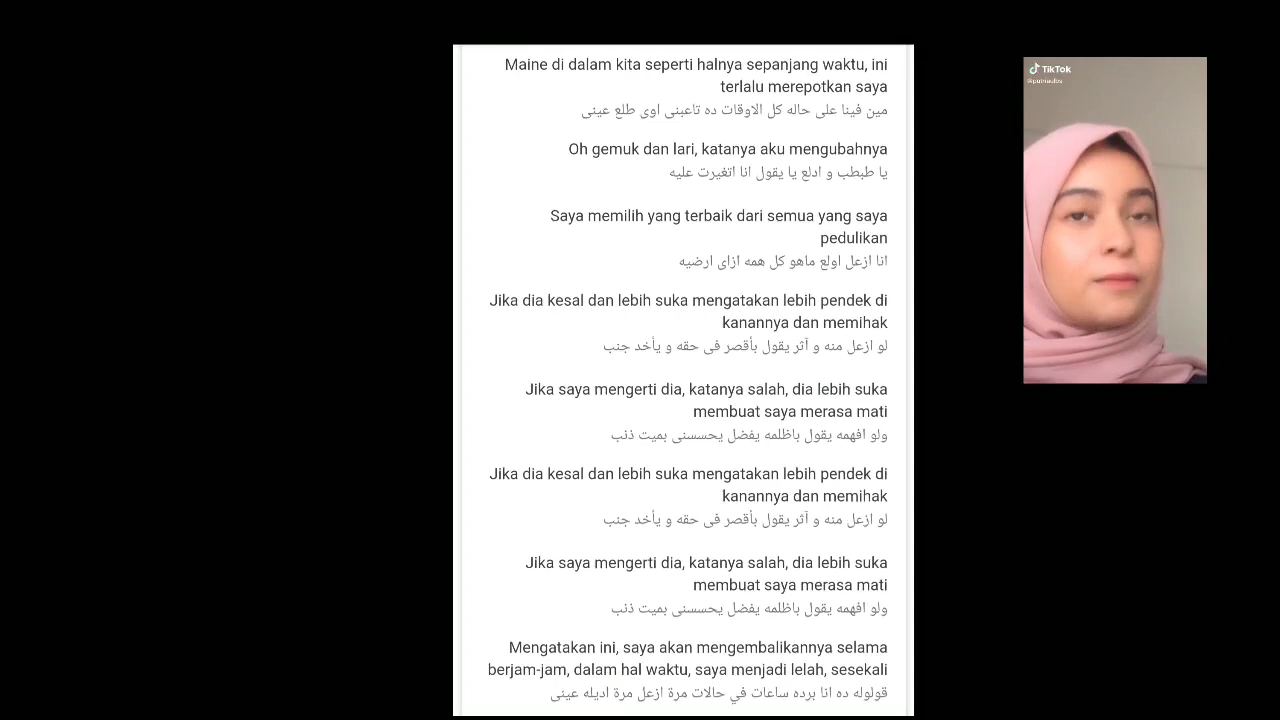 Maine di dalam kita seperti halnya sepanjang waktu, ini
terlalu merepotkan saya
مين فينا على حاله كل الاوقات ده تاعبنى اوى طلع عينى
Oh gemuk dan lari, katanya aku mengubahnya
يا طبطب و ادلع يا يقول انا اتغيرت عليه
Saya memilih yang terbaik dari semua yang saya
pedulikan
انا ازعل اولع ماهو كل همه ازاى ارضيه
Jika dia kesal dan lebih suka mengatakan lebih pendek di
kanannya dan memihak
لو ازعل منه و آثر يقول بأقصر فى حقه و يأخد جنب
Jika saya mengerti dia, katanya salah, dia lebih suka
membuat saya merasa mati
ولو افهمه يقول باظلمه يفضل يحسسنى بميت ذنب
Jika dia kesal dan lebih suka mengatakan lebih pendek di
kanannya dan memihak
لو ازعل منه و آثر يقول بأقصر فى حقه و يأخد جنب
Jika saya mengerti dia, katanya salah, dia lebih suka
membuat saya merasa mati
ولو افهمه يقول باظلمه يفضل يحسسنى بميت ذنب
Mengatakan ini, saya akan mengembalikannya selama
berjam-jam, dalam hal waktu, saya menjadi lelah, sesekali
قولوله ده انا برده ساعات في حالات مرة ازعل مرة اديله عينى
TikTok